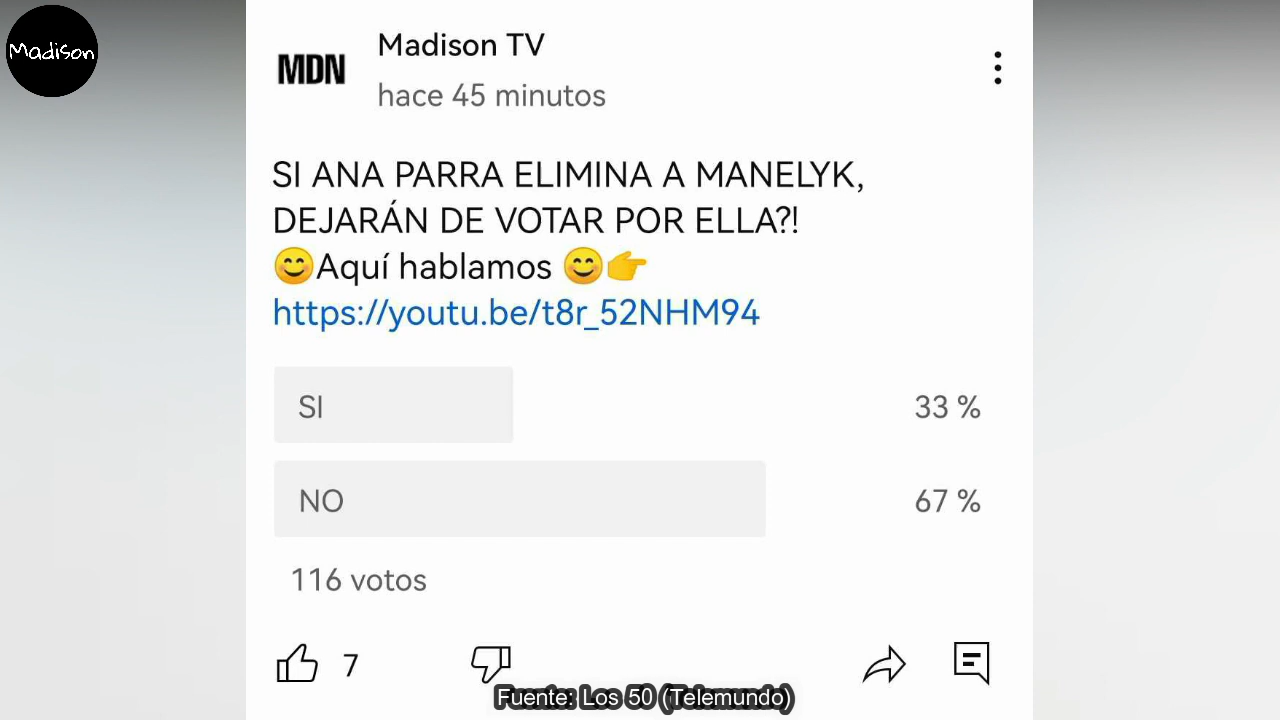 Madison
MDN
Madison TV
hace 45 minutos
SI ANA PARRA ELIMINA A MANELYK,
DEJARÁN DE VOTAR POR ELLA?!
😊Aquí hablamos 😊👉
https://youtu.be/t8r_52NHM94
SI 33 %
NO 67 %
116 votos
7
Fuente: Los 50 (Telemundo)